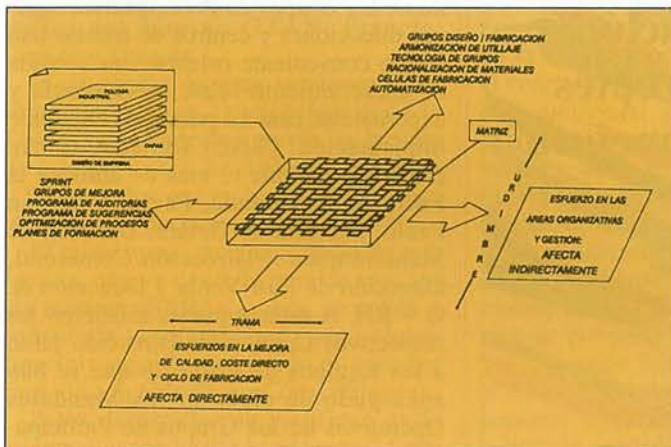 GRUPOS DISEÑO / FABRICACION
ARMONIZACION DE UTILLAJE
TECNOLOGIA DE GRUPOS
RACIONALIZACION DE MATERIALES
CELULAS DE FABRICACION
AUTOMATIZACION
POLITICA
INDUSTRIAL
CAPAS
DISEÑO DE EMPRESA
MATRIZ
SPRINT
GRUPOS DE MEJORA
PROGRAMA DE AUDITORIAS
PROGRAMA DE SUGERENCIAS
OPITMIZACION DE PROCESOS
PLANES DE FORMACION
URDIMBRE
ESFUERZO EN LAS
AREAS ORGANIZATIVAS
Y GESTIÓN:
AFECTA
INDIRECTAMENTE
TRAMA
ESFUERZOS EN LA MEJORA
DE CALIDAD, COSTE DIRECTO
Y CICLO DE FABRICACION
AFECTA DIRECTAMENTE